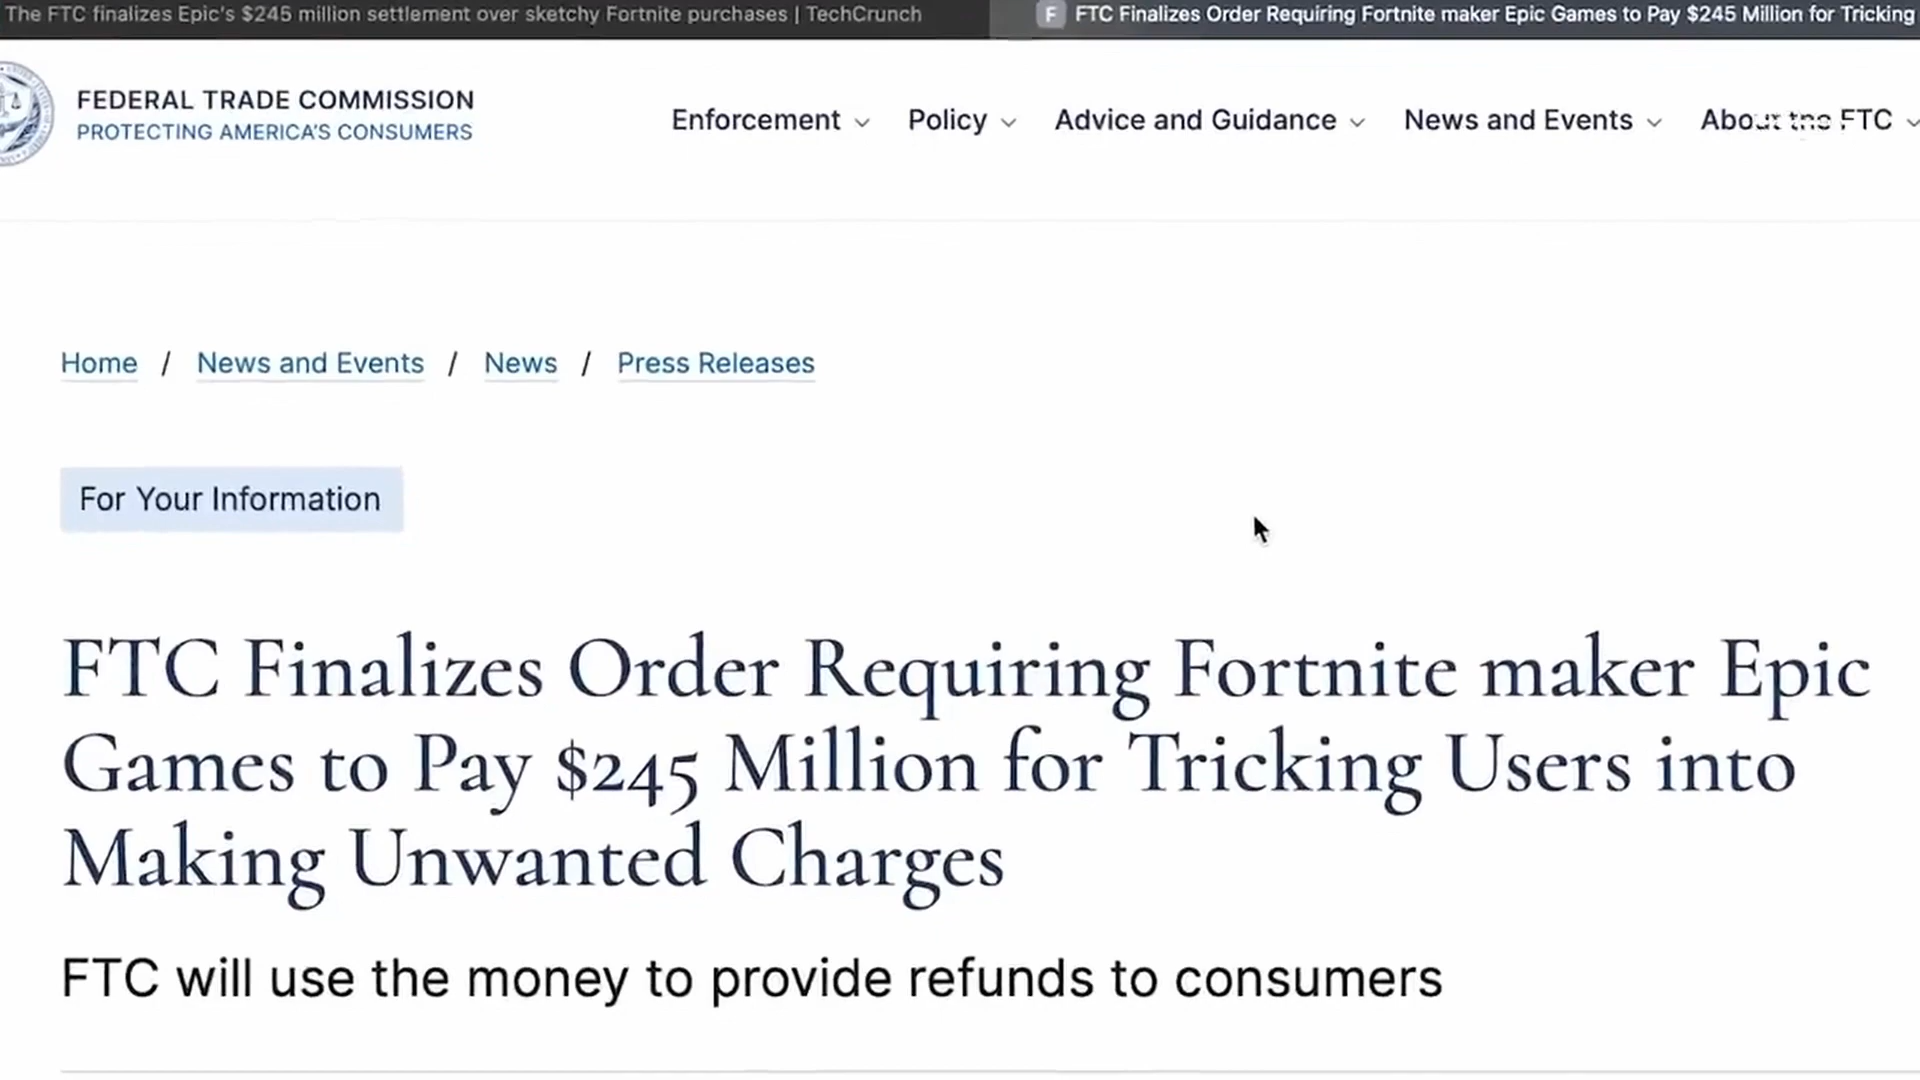 The FTC finalizes Epic's $245 million settlement over sketchy Fortnite purchases | TechCrunch
F FTC Finalizes Order Requiring Fortnite maker Epic Games to Pay $245 Million for Tricking
FEDERAL TRADE COMMISSION
PROTECTING AMERICA'S CONSUMERS
Enforcement Policy Advice and Guidance News and Events About the FTC
Home / News and Events / News / Press Releases
For Your Information
FTC Finalizes Order Requiring Fortnite maker Epic
Games to Pay $245 Million for Tricking Users into
Making Unwanted Charges
FTC will use the money to provide refunds to consumers